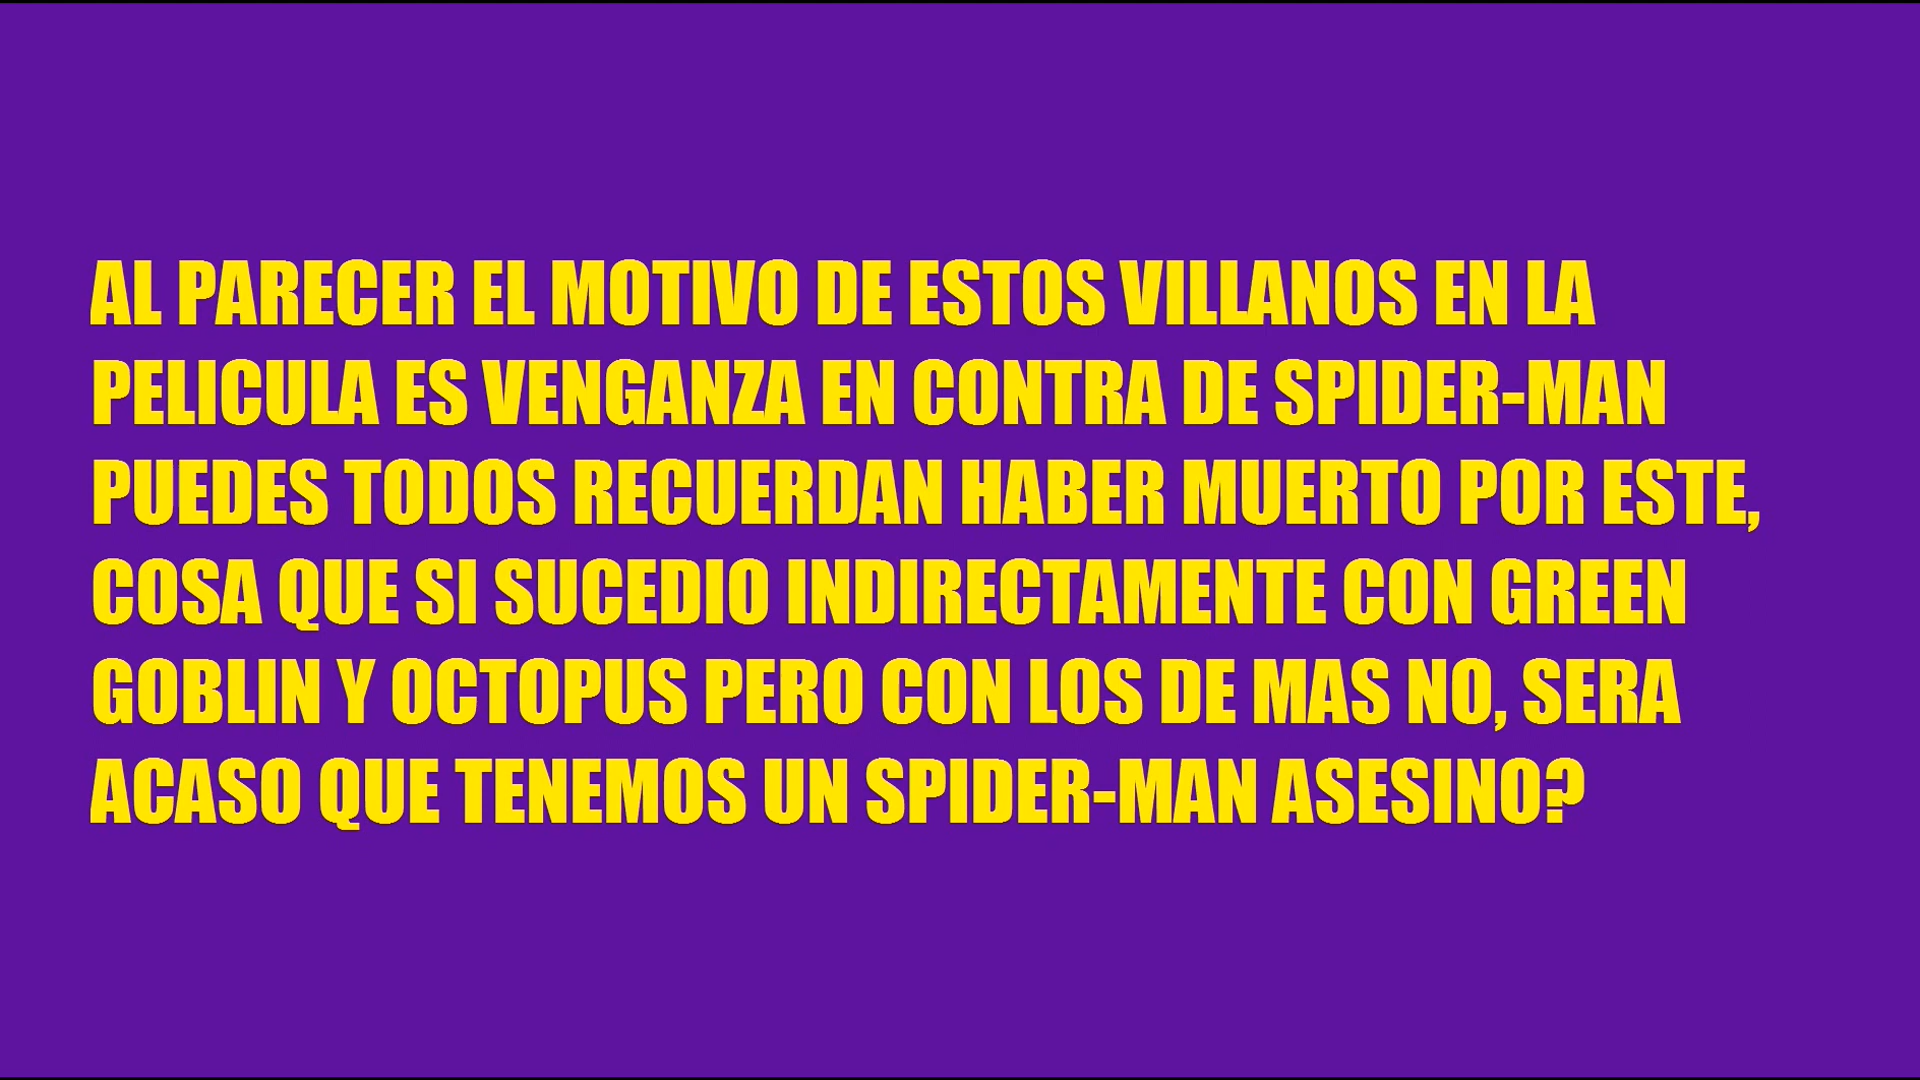 AL PARECER EL MOTIVO DE ESTOS VILLANOS EN LA
PELICULA ES VENGANZA EN CONTRA DE SPIDER-MAN
PUEDES TODOS RECUERDAN HABER MUERTO POR ESTE,
COSA QUE SI SUCEDIO INDIRECTAMENTE CON GREEN
GOBLIN Y OCTOPUS PERO CON LOS DE MAS NO, SERA
ACASO QUE TENEMOS UN SPIDER-MAN ASESINO?